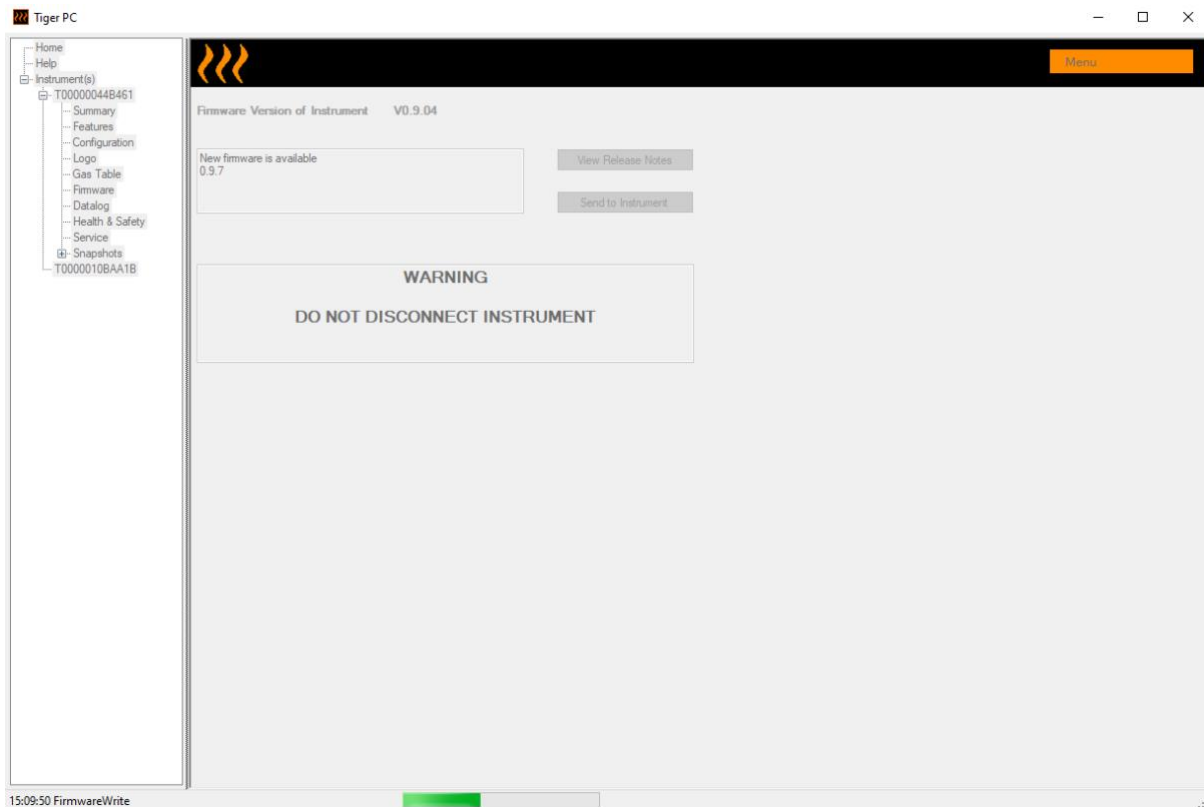 Tiger PC
Home
Help
Instrument(s)
T00000044B461
Summary
Features
Configuration
Logo
Gas Table
Firmware
Datalog
Health & Safety
Service
Snapshots
T0000010BAA1B
Menu
Firmware Version of Instrument V0.9.04
New firmware is available
0.9.7
View Release Notes
Send to Instrument
WARNING
DO NOT DISCONNECT INSTRUMENT
15:09:50 FirmwareWrite